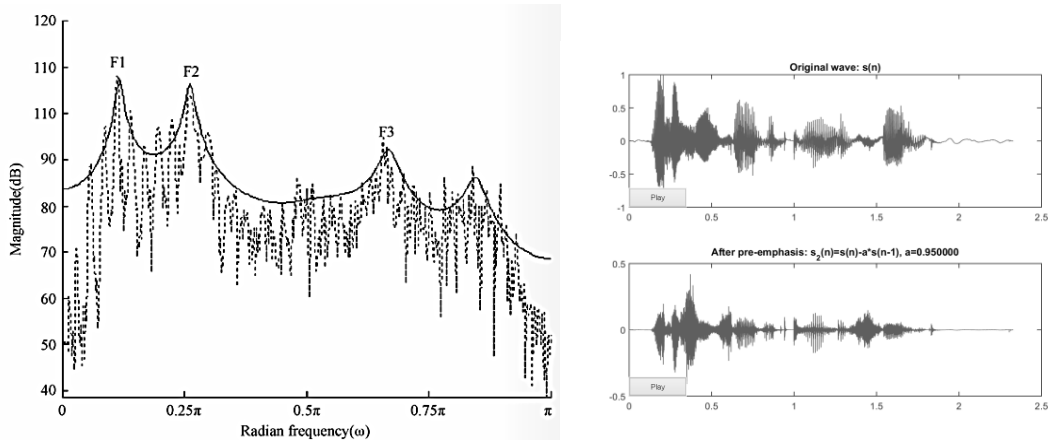 120
110
110
90
80
70
60
50
40
Magnitude(dB)
F1
F2
F3
0
0.25π
0.5π
0.75π
π
Radian frequency(ω)
Original wave: s(n)
1
0.5
0
-0.5
-1
Play
0
0.5
1
1.5
2
2.5
After pre-emphasis: s₂(n)=s(n)-a*s(n-1), a=0.950000
0.5
0
-0.5
Play
0
0.5
1
1.5
2
2.5